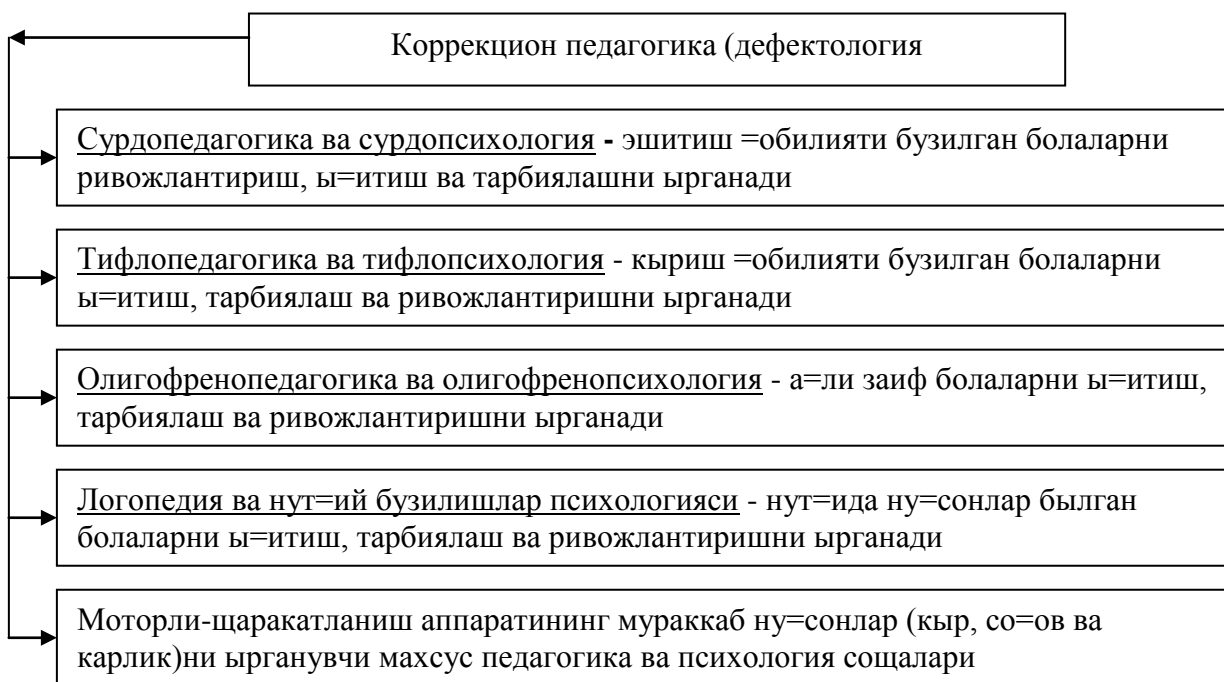 Коррекцион педагогика (дефектология
Сурдопедагогика ва сурдопсихология - эшитиш =обилияти бузилган болаларни
ривожлантириш, ы=итиш ва тарбиялашни ырганади
Тифлопедагогика ва тифлопсихология - кыриш =обилияти бузилган болаларни
ы=итиш, тарбиялаш ва ривожлантиришни ырганади
Олигофренопедагогика ва олигофренопсихология - а=ли заиф болаларни ы=итиш,
тарбиялаш ва ривожлантиришни ырганади
Логопедия ва нут=ий бузилишлар психологияси - нут=ида ну=сонлар былган
болаларни ы=итиш, тарбиялаш ва ривожлантиришни ырганади
Моторли-щаракатланиш аппаратининг мураккаб ну=сонлар (кыр, со=ов ва
карлик)ни ырганувчи махсус педагогика ва психология сощалари